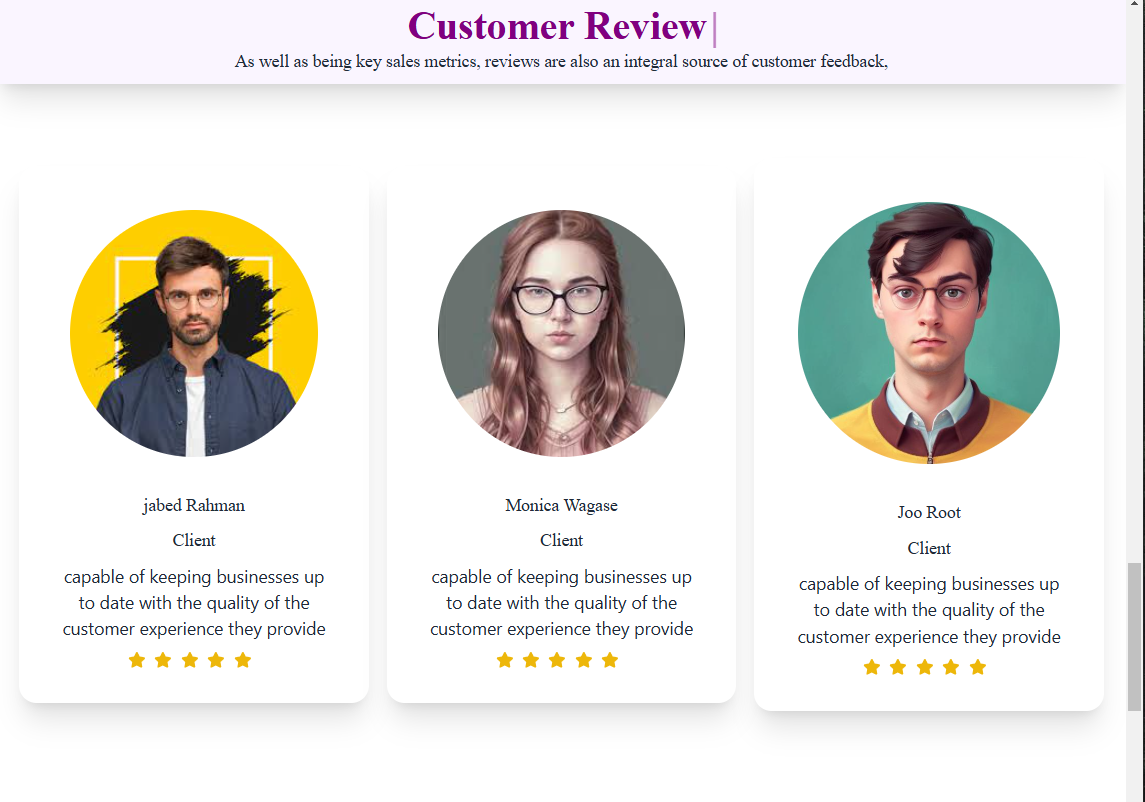 Customer Review|
As well as being key sales metrics, reviews are also an integral source of customer feedback,
jabed Rahman
Client
capable of keeping businesses up
to date with the quality of the
customer experience they provide
Monica Wagase
Client
capable of keeping businesses up
to date with the quality of the
customer experience they provide
Joo Root
Client
capable of keeping businesses up
to date with the quality of the
customer experience they provide